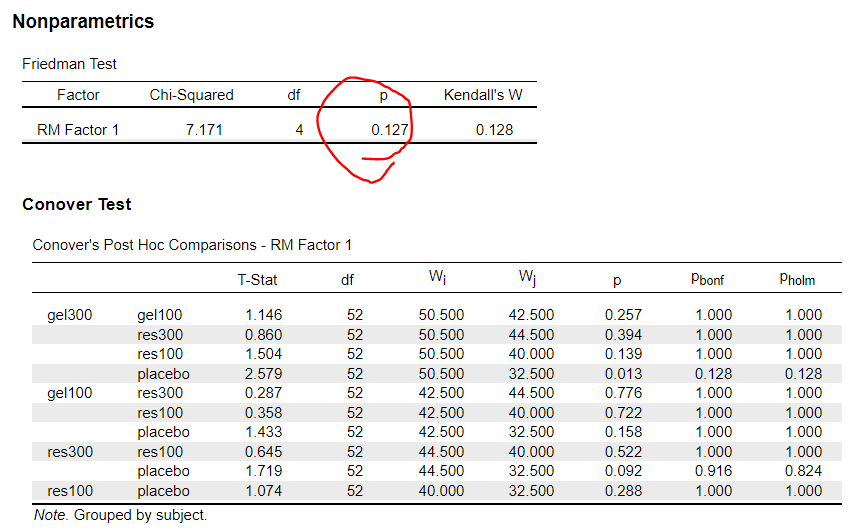 Nonparametrics
Friedman Test
Factor Chi-Squared df p Kendall's W
RM Factor 1 7.171 4 0.127 0.128
Conover Test
Conover's Post Hoc Comparisons - RM Factor 1
T-Stat df Wi Wj p pbonf pholm
gel300 gel100 1.146 52 50.500 42.500 0.257 1.000 1.000
res300 0.860 52 50.500 44.500 0.394 1.000 1.000
res100 1.504 52 50.500 40.000 0.139 1.000 1.000
placebo 2.579 52 50.500 32.500 0.013 0.128 0.128
gel100 res300 0.287 52 42.500 44.500 0.776 1.000 1.000
res100 0.358 52 42.500 40.000 0.722 1.000 1.000
placebo 1.433 52 42.500 32.500 0.158 1.000 1.000
res300 res100 0.645 52 44.500 40.000 0.522 1.000 1.000
placebo 1.719 52 44.500 32.500 0.092 0.916 0.824
res100 placebo 1.074 52 40.000 32.500 0.288 1.000 1.000
Note. Grouped by subject.